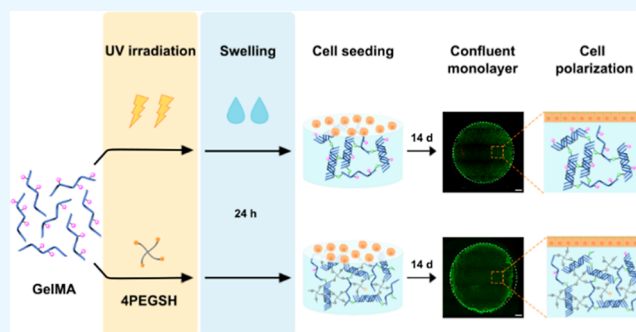 UV irradiation
Swelling
Cell seeding
Confluent
monolayer
Cell
polarization
14 d
24 h
GelMA
4PEGSH
14 d